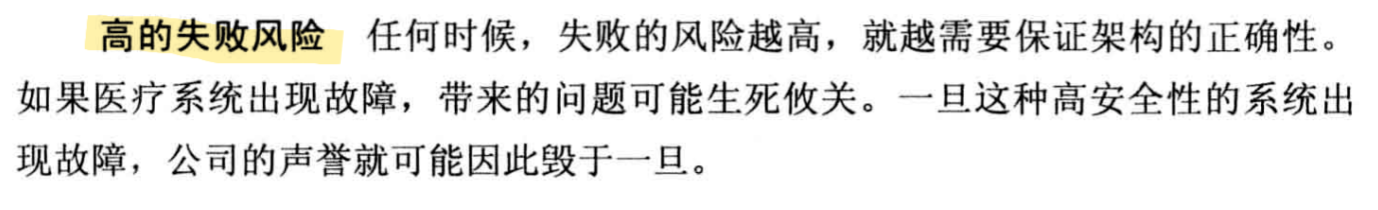 高的失败风险 任何时候，失败的风险越高，就越需要保证架构的正确性。
如果医疗系统出现故障，带来的问题可能生死攸关。一旦这种高安全性的系统出
现故障，公司的声誉就可能因此毁于一旦。